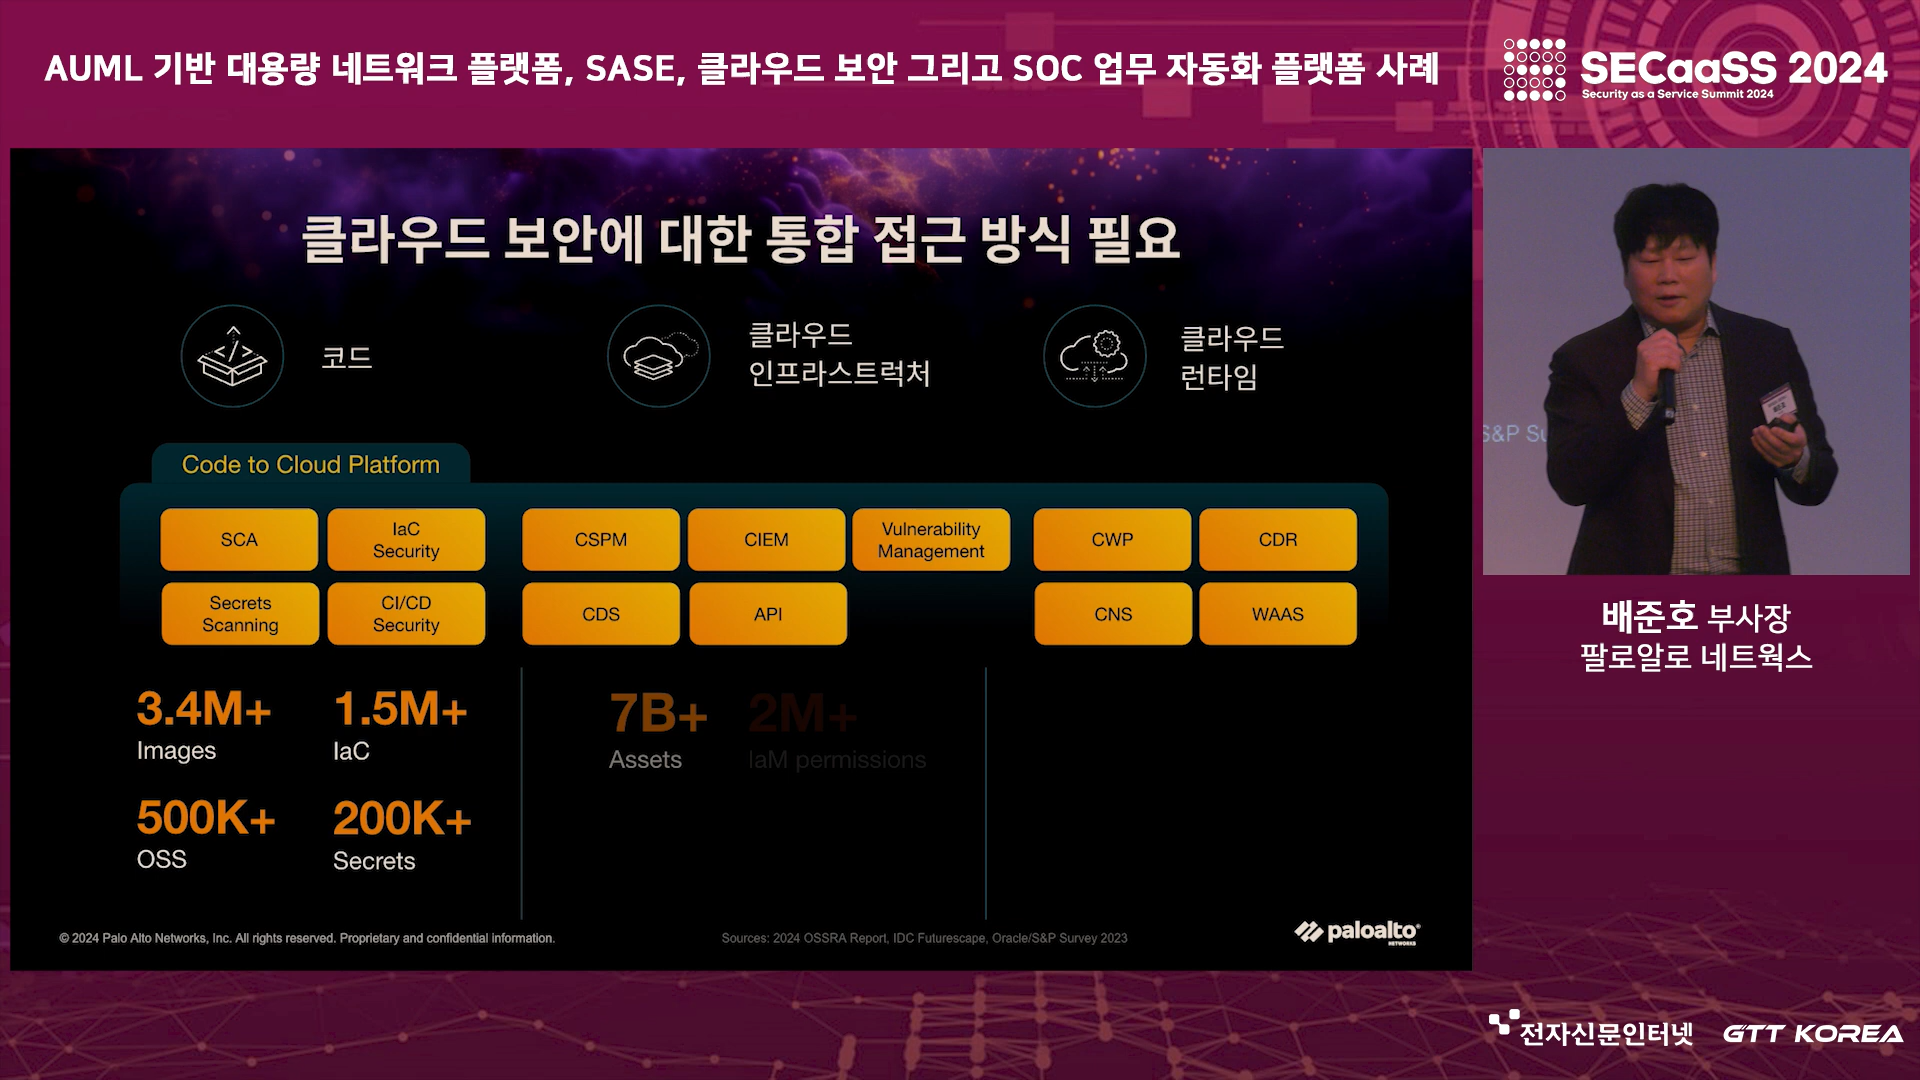 AUML 기반 대용량 네트워크 플랫폼, SASE, 클라우드 보안 그리고 SOC 업무 자동화 플랫폼 사례
SECaaSS 2024
Security as a Service Summit 2024
클라우드 보안에 대한 통합 접근 방식 필요
코드
클라우드
인프라스트럭처
클라우드
런타임
Code to Cloud Platform
SCA
IaC
Security
CSPM
CIEM
Vulnerability
Management
CWP
CDR
Secrets
Scanning
CI/CD
Security
CDS
API
CNS
WAAS
3.4M+
Images
1.5M+
IaC
7B+
Assets
2M+
IaM permissions
500K+
OSS
200K+
Secrets
© 2024 Palo Alto Networks, Inc. All rights reserved. Proprietary and confidential information.
Sources: 2024 OSSRA Report, IDC Futurescape, Oracle/S&P Survey 2023
paloalto
NETWORKS
S&P Su
배준호 부사장
팔로알로 네트웍스
전자신문인터넷
GTT KOREA